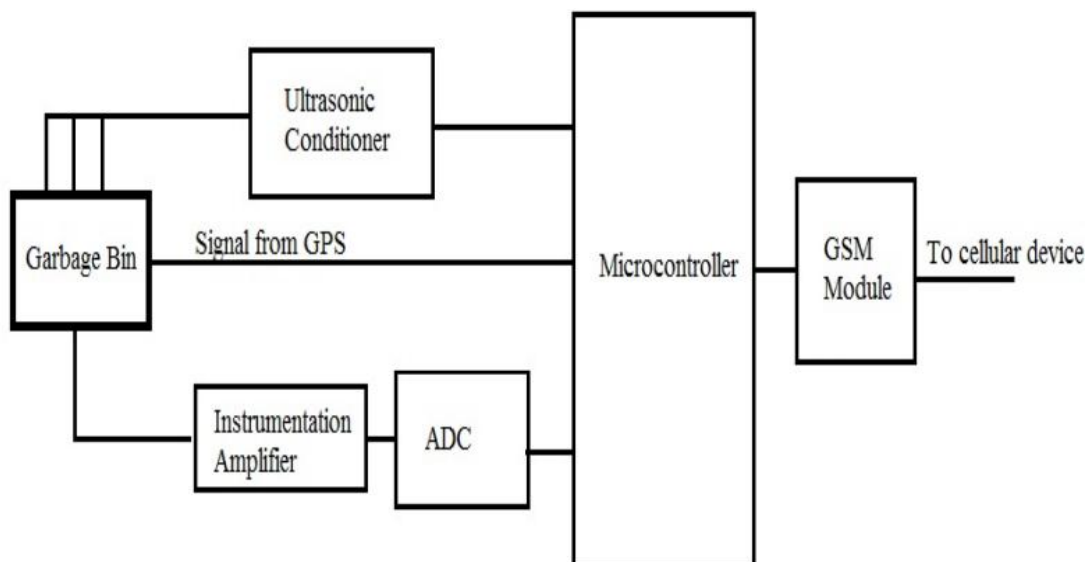 Ultrasonic
Conditioner
Garbage Bin
Signal from GPS
Microcontroller
GSM
Module
To cellular device
Instrumentation
Amplifier
ADC